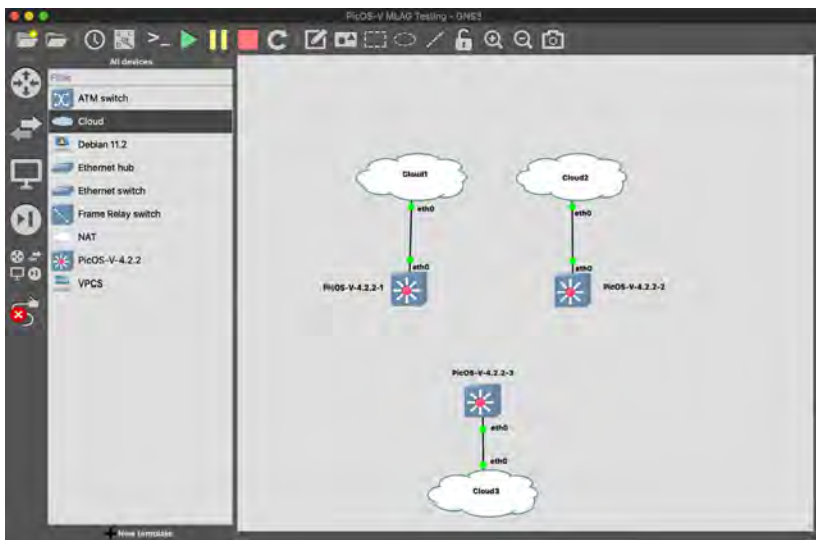 PicOS-V MLAG Testing - GNS3
All devices
Filter
ATM switch
Cloud
Debian 11.2
Ethernet hub
Ethernet switch
Frame Relay switch
NAT
PicOS-V-4.2.2
VPCS
New template
Cloud1
eth0
eth0
PicOS-V-4.2.2-1
Cloud2
eth0
eth0
PicOS-V-4.2.2-2
PicOS-V-4.2.2-3
eth0
eth0
Cloud3